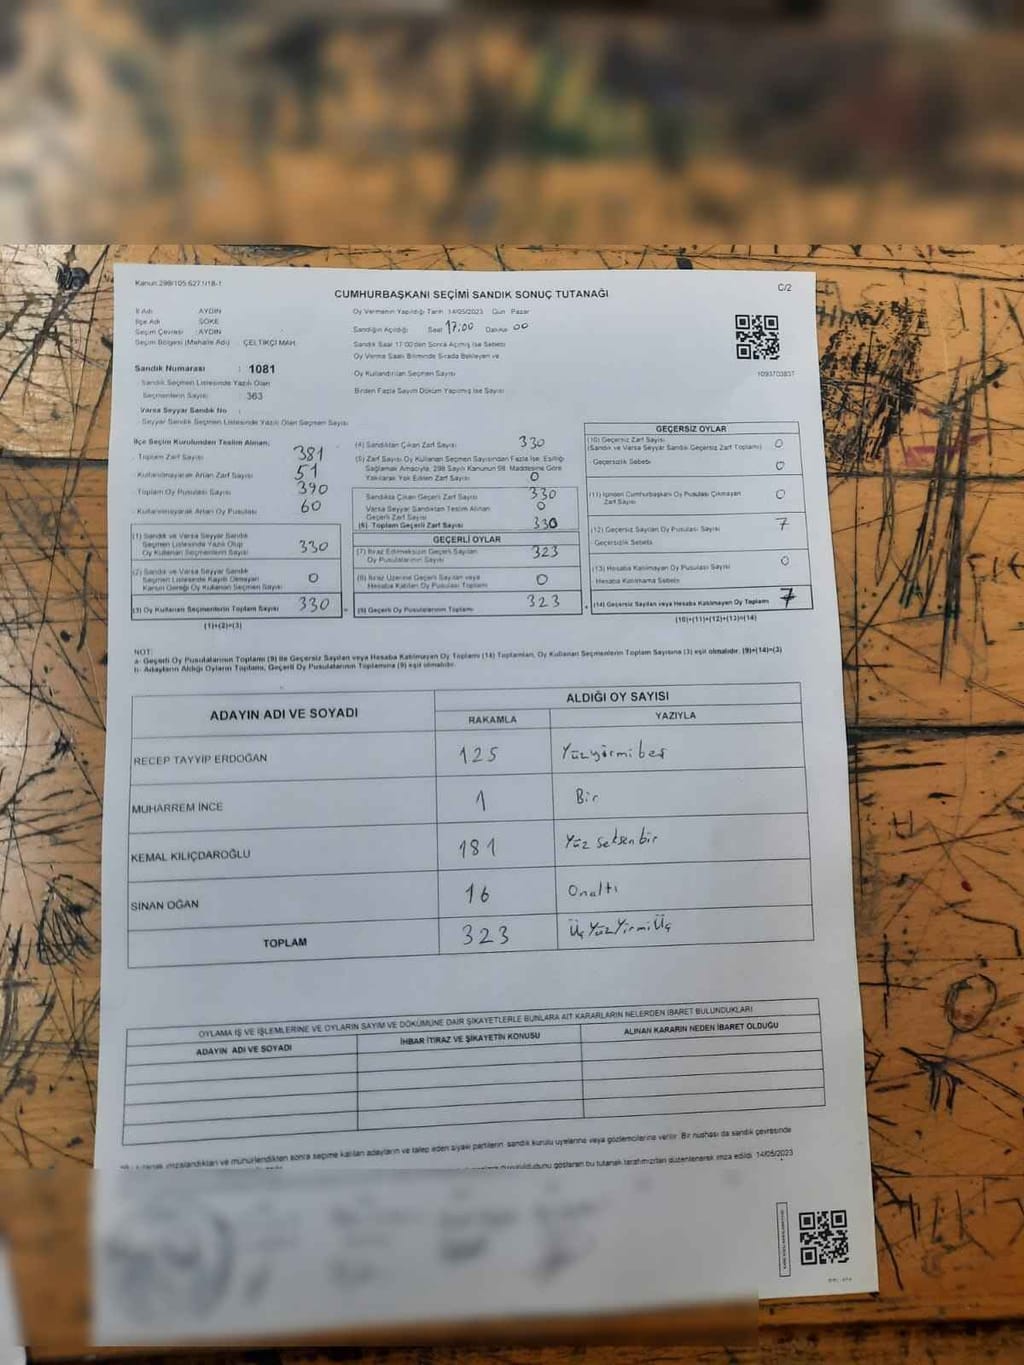 Kanun:298/105.6271/18-1
C/2
CUMHURBAŞKANI SEÇİMİ SANDIK SONUÇ TUTANAĞI
İl Adı AYDIN
İlçe Adı SÖKE
Seçim Çevresi AYDIN
Seçim Bölgesi (Mahalle Adı) ÇELTİKÇİ MAH.
Sandık Numarası : 1081
Sandık Seçmen Listesinde Yazılı Olan
Seçmenlerin Sayısı : 363
Varsa Seyyar Sandık No
Seyyar Sandık Seçmen Listesinde Yazılı Olan Seçmen Sayısı
Oy Vermenin Yapıldığı Tarih 14/05/2023 Gün Pazar
Sandığın Açıldığı Saat 17:00 Dakika 00
Sandık Saat 17:00'den Sonra Açılmış İse Sebebi
Oy Verme Saati Bitiminde Sırada Bekleyen ve
Oy Kullandırılan Seçmen Sayısı
Birden Fazla Sayım Döküm Yapılmış İse Sayısı
1093703837
İlçe Seçim Kurulundan Teslim Alınan;
Toplam Zarf Sayısı 381
Kullanılmayarak Artan Zarf Sayısı 51
Toplam Oy Pusulası Sayısı 390
Kullanılmayarak Artan Oy Pusulası 60
(1) Sandık ve Varsa Seyyar Sandık
Seçmen Listesinde Yazılı Olup
Oy Kullanan Seçmenlerin Sayısı 330
(2) Sandık ve Varsa Seyyar Sandık
Seçmen Listesinde Kayıtlı Olmayan
Kanun Gereği Oy Kullanan Seçmen Sayısı 0
(3) Oy Kullanan Seçmenlerin Toplam Sayısı 330
(1)+(2)=(3)
(4) Sandıktan Çıkan Zarf Sayısı 330
(5) Zarf Sayısı Oy Kullanan Seçmen Sayısından Fazla İse, Eşitliği
Sağlamak Amacıyla, 298 Sayılı Kanunun 98. Maddesine Göre
Yakılarak Yok Edilen Zarf Sayısı 0
Sandıkta Çıkan Geçerli Zarf Sayısı 330
Varsa Seyyar Sandıktan Teslim Alınan
Geçerli Zarf Sayısı 0
(6) Toplam Geçerli Zarf Sayısı 330
GEÇERLİ OYLAR
(7) İtiraz Edilmeksizin Geçerli Sayılan
Oy Pusulalarının Sayısı 323
(8) İtiraz Üzerine Geçerli Sayılan veya
Hesaba Katılan Oy Pusulası Toplamı 0
(9) Geçerli Oy Pusulalarının Toplamı 323
GEÇERSİZ OYLAR
(10) Geçersiz Zarf Sayısı
(Sandık ve Varsa Seyyar Sandık Geçersiz Zarf Toplamı) 0
Geçersizlik Sebebi 0
(11) İçinden Cumhurbaşkanı Oy Pusulası Çıkmayan
Zarf Sayısı 0
(12) Geçersiz Sayılan Oy Pusulası Sayısı 7
Geçersizlik Sebebi:
(13) Hesaba Katılmayan Oy Pusulası Sayısı 0
Hesaba Katılmama Sebebi:
(14) Geçersiz Sayılan veya Hesaba Katılmayan Oy Toplamı 7
(10)+(11)+(12)+(13)=(14)
NOT:
a- Geçerli Oy Pusulalarının Toplamı (9) ile Geçersiz Sayılan veya Hesaba Katılmayan Oy Toplamı (14) Toplamları, Oy Kullanan Seçmenlerin Toplam Sayısına (3) eşit olmalıdır. (9)+(14)=(3)
b- Adayların Aldığı Oyların Toplamı, Geçerli Oy Pusulalarının Toplamına (9) eşit olmalıdır.
ADAYIN ADI VE SOYADI ALDIĞI OY SAYISI
RAKAMLA YAZIYLA
RECEP TAYYİP ERDOĞAN 125 Yüzyirmibeş
MUHARREM İNCE 1 Bir
KEMAL KILIÇDAROĞLU 181 Yüz seksenbir
SİNAN OĞAN 16 Onaltı
TOPLAM 323 ÜçYüzYirmiÜç
OYLAMA İŞ VE İŞLEMLERİNE VE OYLARIN SAYIM VE DÖKÜMÜNE DAİR ŞİKAYETLERLE BUNLARA AİT KARARLARIN NELERDEN İBARET BULUNDUKLARI
ADAYIN ADI VE SOYADI İHBAR İTİRAZ VE ŞİKAYETİN KONUSU ALINAN KARARIN NEDEN İBARET OLDUĞU
imzalandıktan ve mühürlendikten sonra seçime katılan adayların ve talep eden siyasi partilerin sandık kurulu üyelerine veya gözlemcilerine verilir. Bir nüshası da sandık çevresinde
gösteren bu tutanak tarafımızdan düzenlenerek imza edildi. 14/05/2023